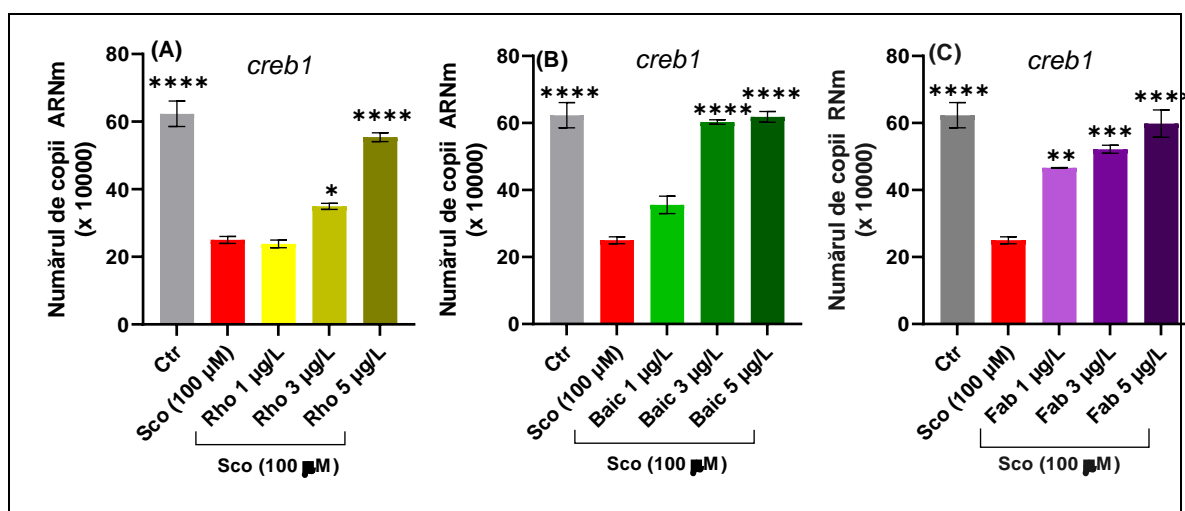 (A)
creb1
Numărul de copii ARNm
(x 10000)
80
60
40
20
0
****
*
****
Ctr
Sco (100 µM)
Rho 1 µg/L
Rho 3 µg/L
Rho 5 µg/L
Sco (100 µM)
(B)
creb1
Numărul de copii ARNm
(x 10000)
80
60
40
20
0
****
****
****
Ctr
Sco (100 µM)
Baic 1 µg/L
Baic 3 µg/L
Baic 5 µg/L
Sco (100 µM)
(C)
creb1
Numărul de copii RNm
(x 10000)
80
60
40
20
0
****
**
***
****
Ctr
Sco (100 µM)
Fab 1 µg/L
Fab 3 µg/L
Fab 5 µg/L
Sco (100 µM)